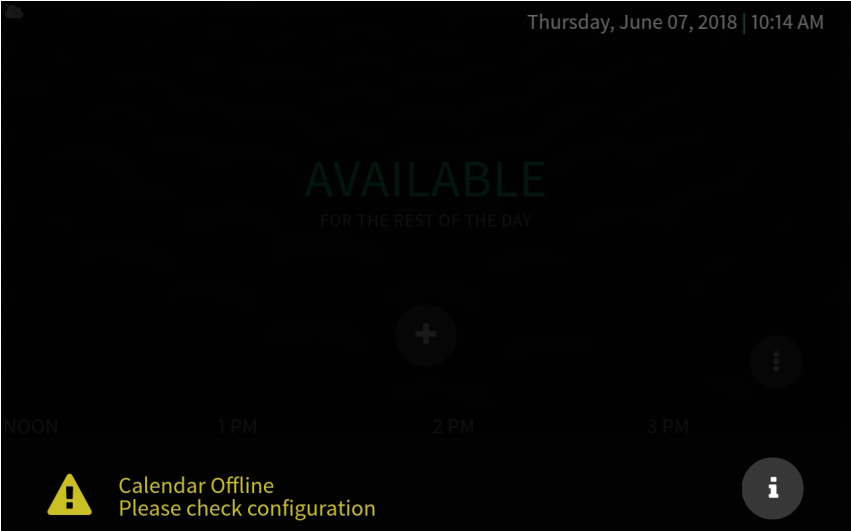 Thursday, June 07, 2018 | 10:14 AM
AVAILABLE
FOR THE REST OF THE DAY
NOON 1 PM 2 PM 3 PM
Calendar Offline
Please check configuration